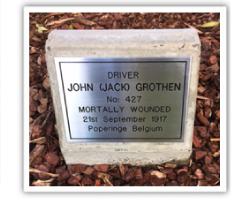 DRIVER
JOHN (JACK) GROTHEN
No: 427
MORTALLY WOUNDED
21st September 1917
Poperinge Belgium